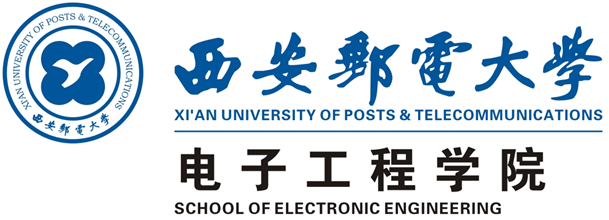 XI'AN UNIVERSITY OF POSTS & TELECOMMUNICATIONS
西安郵電大学
西安郵電大学
XI'AN UNIVERSITY OF POSTS & TELECOMMUNICATIONS
电子工程学院
SCHOOL OF ELECTRONIC ENGINEERING